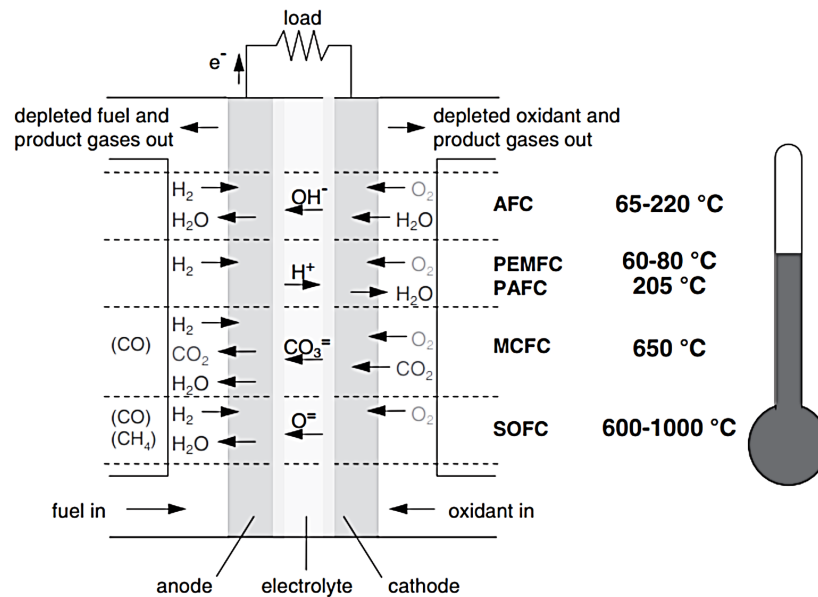 load
e⁻
depleted fuel and
product gases out
depleted oxidant and
product gases out
H₂
OH⁻
O₂
H₂O
H₂O
AFC
65-220 °C
H₂
H⁺
O₂
H₂O
PEMFC
60-80 °C
PAFC
205 °C
(CO)
H₂
CO₂
H₂O
CO₃⁼
O₂
CO₂
MCFC
650 °C
(CO)
(CH₄)
H₂
H₂O
O⁼
O₂
SOFC
600-1000 °C
fuel in
oxidant in
anode
electrolyte
cathode